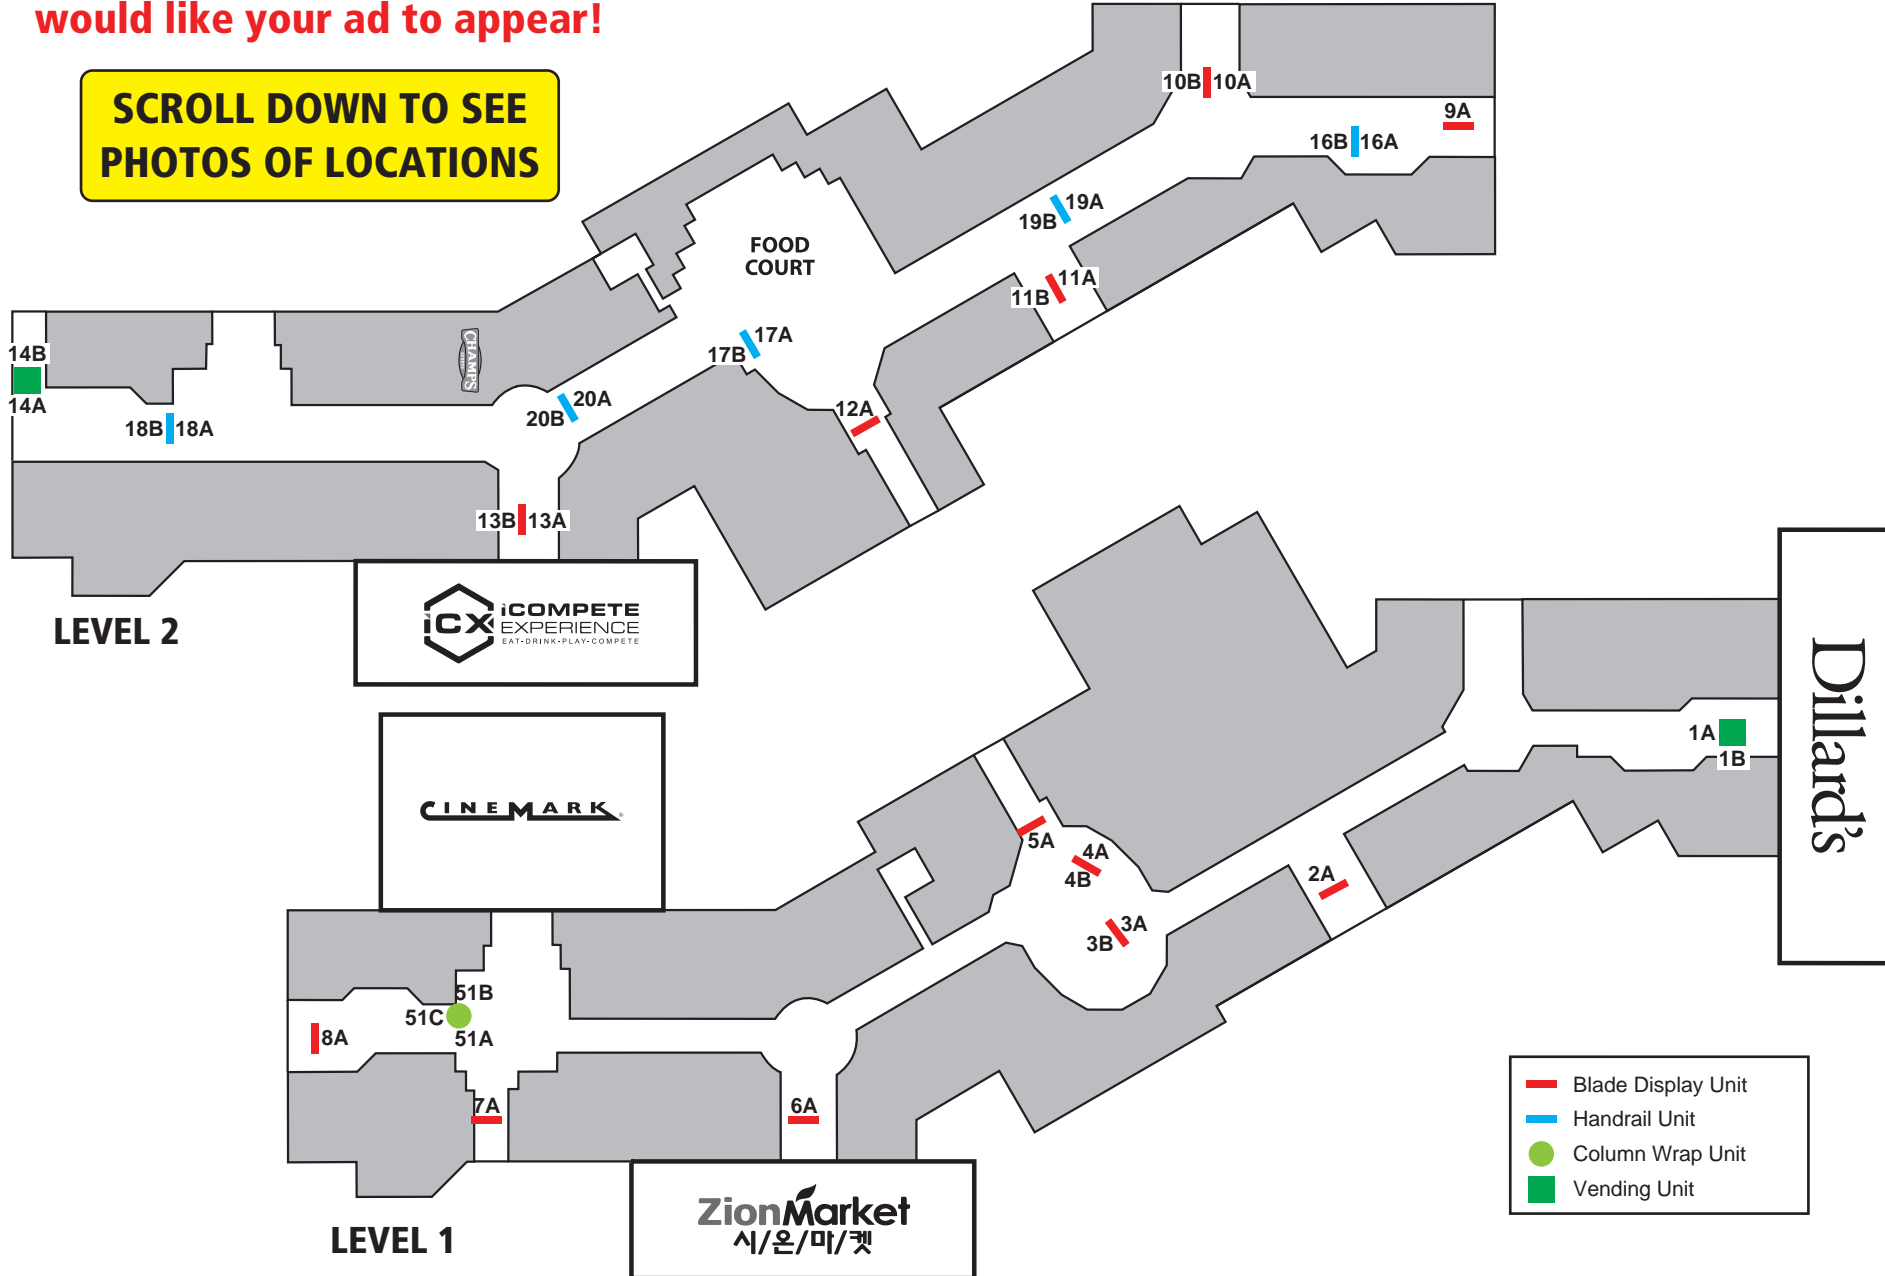 would like your ad to appear!
SCROLL DOWN TO SEE
PHOTOS OF LOCATIONS
10B 10A
9A
16B 16A
19A
19B
FOOD
COURT
11A
11B
17A
17B
14B
14A
CHAMPS
20A
20B
18B 18A
12A
13B 13A
LEVEL 2
iCX
iCOMPETE
EXPERIENCE
EAT-DRINK-PLAY-COMPETE
Dillard's
1A
1B
CINEMARK
5A
4A
4B
2A
3A
3B
51B
51C
51A
8A
7A
6A
Blade Display Unit
Handrail Unit
Column Wrap Unit
Vending Unit
ZionMarket
시/온/마/켓
LEVEL 1